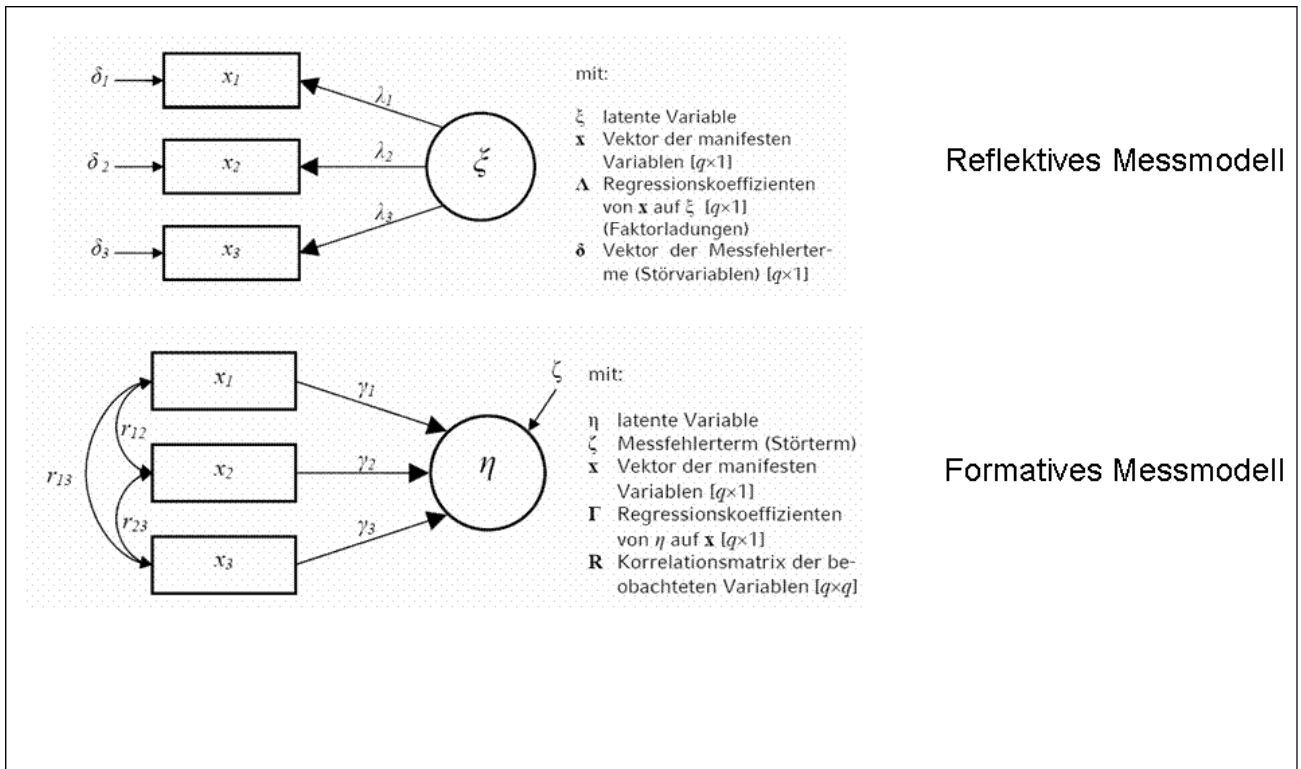 δ1
x1
λ1
δ2
x2
λ2
ξ
δ3
x3
λ3
mit:
ξ latente Variable
x Vektor der manifesten
Variablen [q×1]
Λ Regressionskoeffizienten
von x auf ξ [q×1]
(Faktorladungen)
δ Vektor der Messfehlerter-
me (Störvariablen) [q×1]
Reflektives Messmodell
x1
γ1
ζ
r12
r13
x2
γ2
η
r23
x3
γ3
mit:
η latente Variable
ζ Messfehlerterm (Störterm)
x Vektor der manifesten
Variablen [q×1]
Γ Regressionskoeffizienten
von η auf x [q×1]
R Korrelationsmatrix der be-
obachteten Variablen [q×q]
Formatives Messmodell